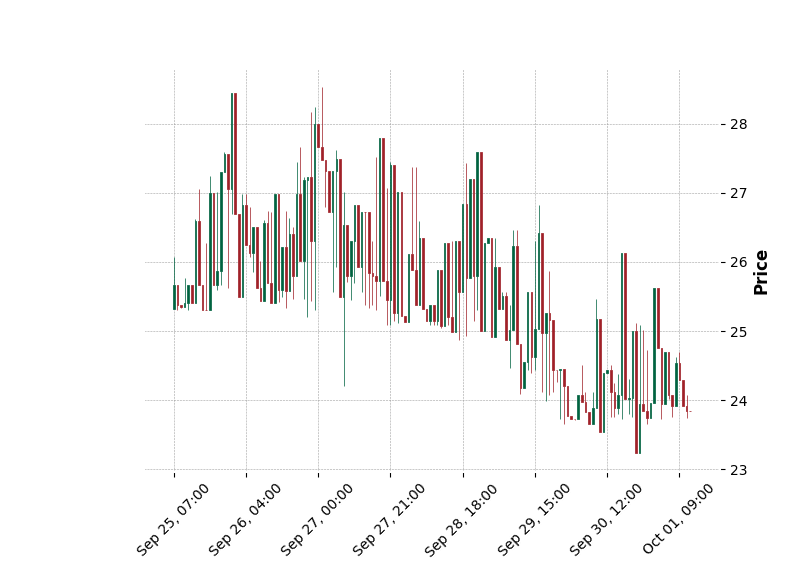 28
27
26
25
24
23
Price
Sep 25, 07:00
Sep 26, 04:00
Sep 27, 00:00
Sep 27, 21:00
Sep 28, 18:00
Sep 29, 15:00
Sep 30, 12:00
Oct 01, 09:00